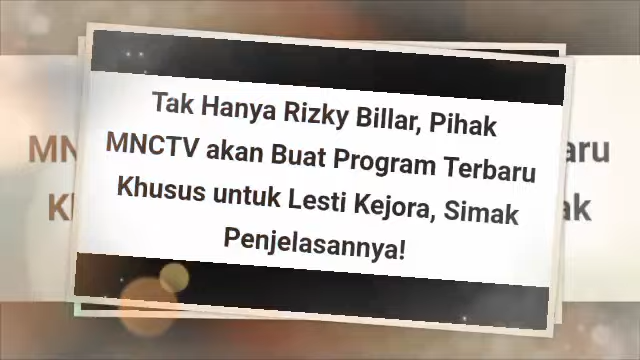 Tak Hanya Rizky Billar, Pihak
MNCTV akan Buat Program Terbaru
Khusus untuk Lesti Kejora, Simak
Penjelasannya!